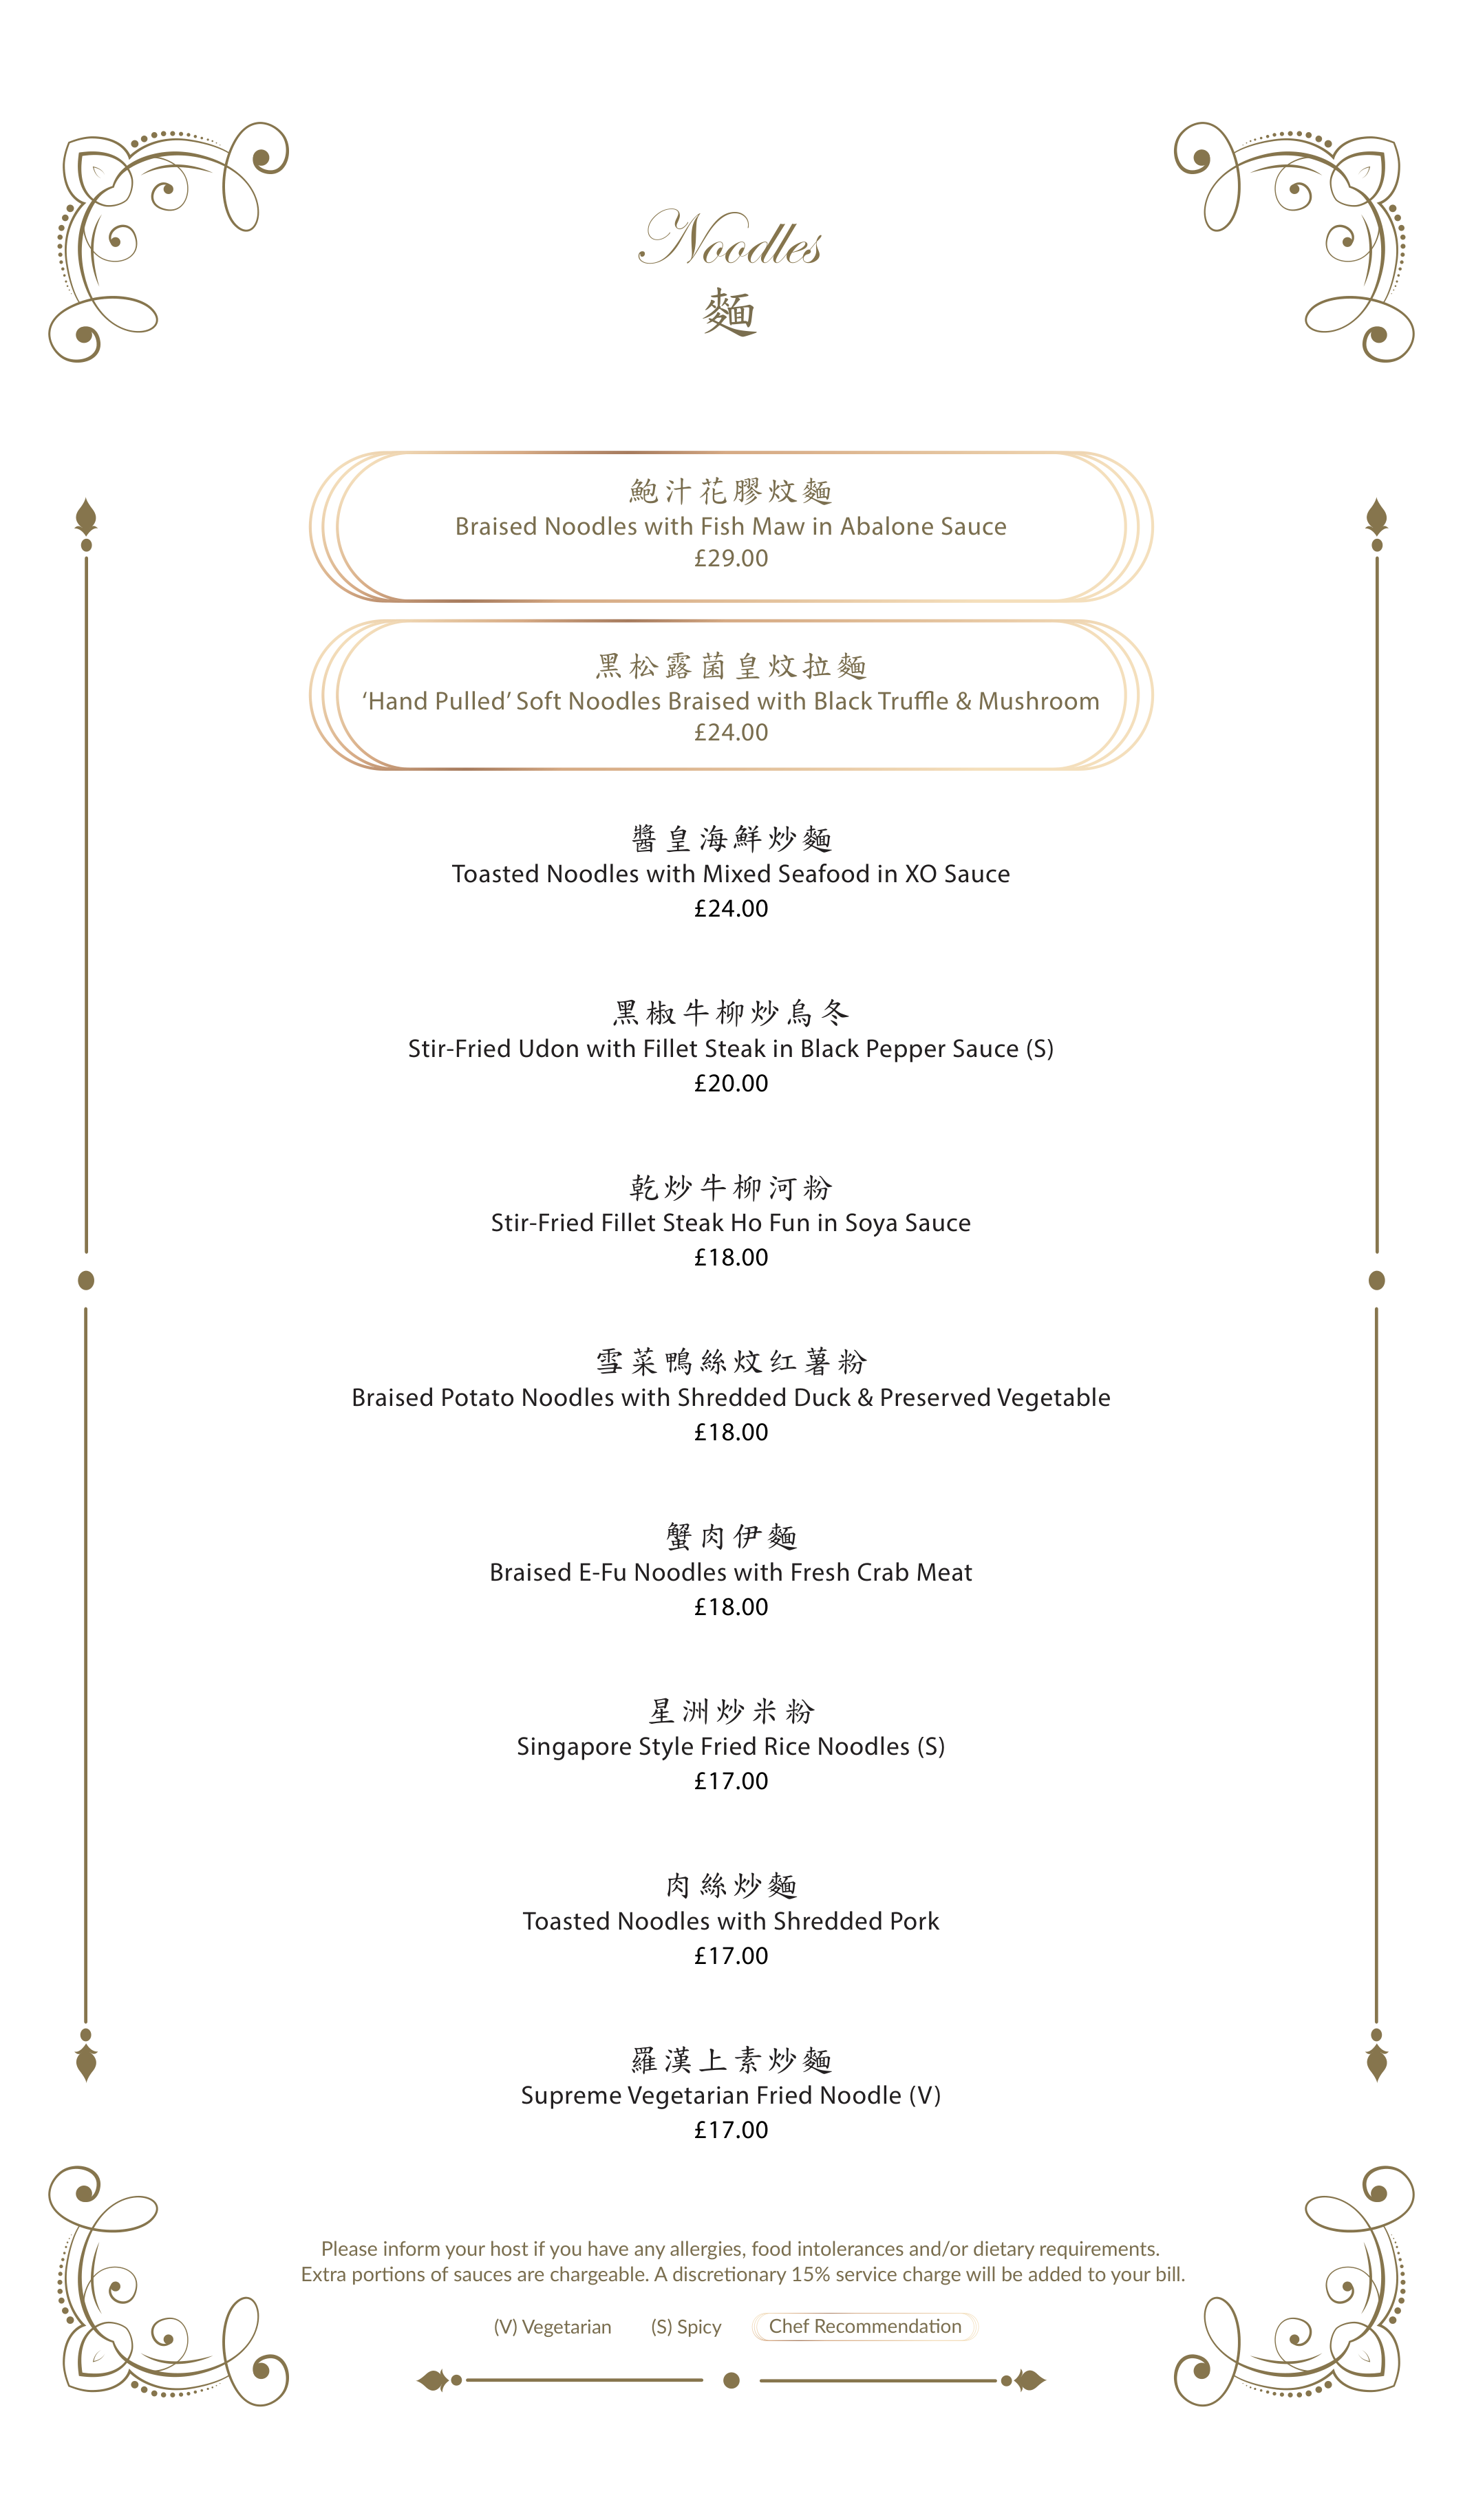 Noodles
麵
鮑汁花膠炆麵
Braised Noodles with Fish Maw in Abalone Sauce
£29.00
黑松露菌皇炆拉麵
‘Hand Pulled’ Soft Noodles Braised with Black Truffle & Mushroom
£24.00
醬皇海鮮炒麵
Toasted Noodles with Mixed Seafood in XO Sauce
£24.00
黑椒牛柳炒烏冬
Stir-Fried Udon with Fillet Steak in Black Pepper Sauce (S)
£20.00
乾炒牛柳河粉
Stir-Fried Fillet Steak Ho Fun in Soya Sauce
£18.00
雪菜鴨絲炆红薯粉
Braised Potato Noodles with Shredded Duck & Preserved Vegetable
£18.00
蟹肉伊麵
Braised E-Fu Noodles with Fresh Crab Meat
£18.00
星洲炒米粉
Singapore Style Fried Rice Noodles (S)
£17.00
肉絲炒麵
Toasted Noodles with Shredded Pork
£17.00
羅漢上素炒麵
Supreme Vegetarian Fried Noodle (V)
£17.00
Please inform your host if you have any allergies, food intolerances and/or dietary requirements.
Extra portions of sauces are chargeable. A discretionary 15% service charge will be added to your bill.
(V) Vegetarian (S) Spicy Chef Recommendation